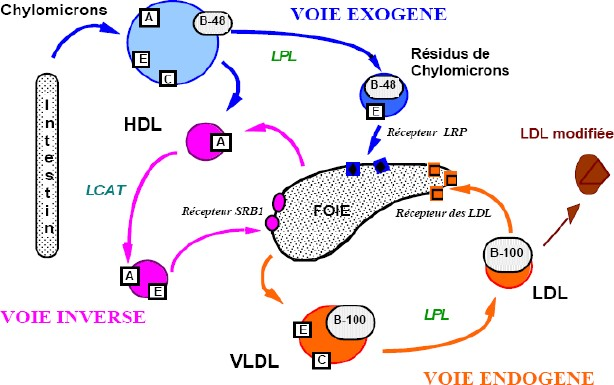 Chylomicrons
VOIE EXOGENE
A
B-48
E
C
LPL
Résidus de
Chylomicrons
B-48
E
Intestin
HDL
A
Récepteur LRP
LDL modifiée
LCAT
Récepteur SRB1
FOIE
Récepteur des LDL
A
E
VOIE INVERSE
B-100
LDL
E
B-100
C
VLDL
LPL
VOIE ENDOGENE